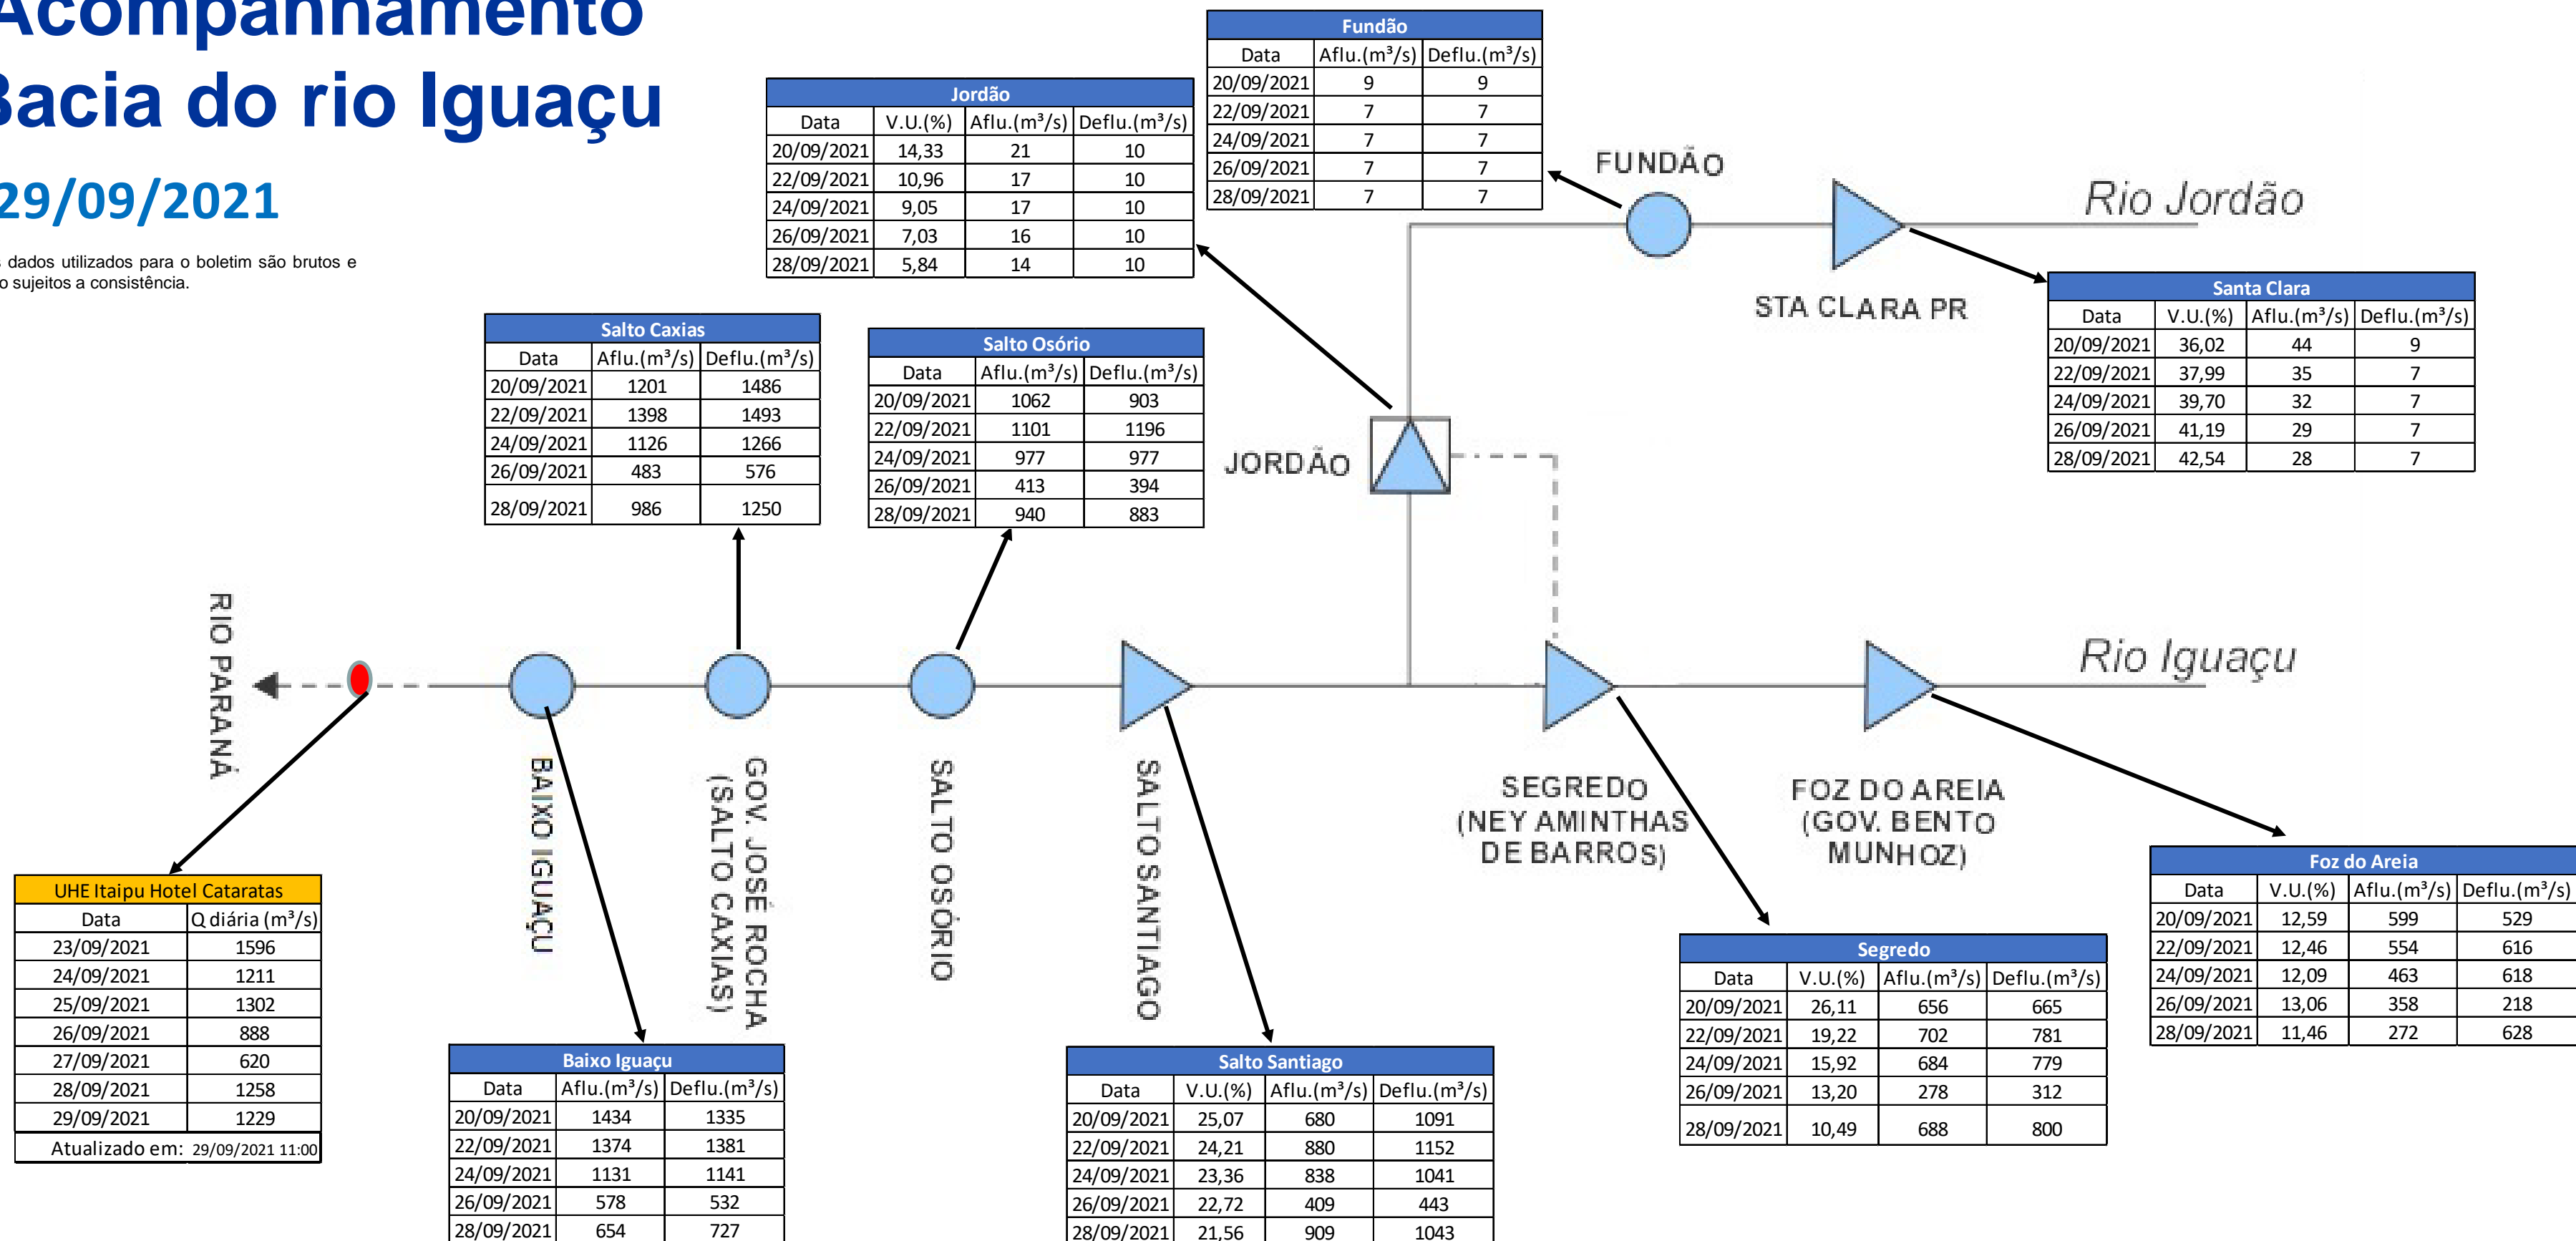 Acompanhamento
Bacia do rio Iguaçu
29/09/2021
s dados utilizados para o boletim são brutos e
o sujeitos a consistência.
Fundão
Data Aflu.(m³/s) Deflu.(m³/s)
20/09/2021 9 9
22/09/2021 7 7
24/09/2021 7 7
26/09/2021 7 7
28/09/2021 7 7
Jordão
Data V.U.(%) Aflu.(m³/s) Deflu.(m³/s)
20/09/2021 14,33 21 10
22/09/2021 10,96 17 10
24/09/2021 9,05 17 10
26/09/2021 7,03 16 10
28/09/2021 5,84 14 10
FUNDÃO
Rio Jordão
STA CLARA PR
Santa Clara
Data V.U.(%) Aflu.(m³/s) Deflu.(m³/s)
20/09/2021 36,02 44 9
22/09/2021 37,99 35 7
24/09/2021 39,70 32 7
26/09/2021 41,19 29 7
28/09/2021 42,54 28 7
Salto Caxias
Data Aflu.(m³/s) Deflu.(m³/s)
20/09/2021 1201 1486
22/09/2021 1398 1493
24/09/2021 1126 1266
26/09/2021 483 576
28/09/2021 986 1250
Salto Osório
Data Aflu.(m³/s) Deflu.(m³/s)
20/09/2021 1062 903
22/09/2021 1101 1196
24/09/2021 977 977
26/09/2021 413 394
28/09/2021 940 883
JORDÃO
RIO PARANÁ
Rio Iguaçu
BAIXO IGUAÇU
GOV. JOSÉ ROCHA
(SALTO CAXIAS)
SALTO OSÓRIO
SALTO SANTIAGO
SEGREDO
(NEY AMINTHAS
DE BARROS)
FOZ DO AREIA
(GOV. BENTO
MUNHOZ)
UHE Itaipu Hotel Cataratas
Data Q diária (m³/s)
23/09/2021 1596
24/09/2021 1211
25/09/2021 1302
26/09/2021 888
27/09/2021 620
28/09/2021 1258
29/09/2021 1229
Atualizado em: 29/09/2021 11:00
Baixo Iguaçu
Data Aflu.(m³/s) Deflu.(m³/s)
20/09/2021 1434 1335
22/09/2021 1374 1381
24/09/2021 1131 1141
26/09/2021 578 532
28/09/2021 654 727
Salto Santiago
Data V.U.(%) Aflu.(m³/s) Deflu.(m³/s)
20/09/2021 25,07 680 1091
22/09/2021 24,21 880 1152
24/09/2021 23,36 838 1041
26/09/2021 22,72 409 443
28/09/2021 21,56 909 1043
Segredo
Data V.U.(%) Aflu.(m³/s) Deflu.(m³/s)
20/09/2021 26,11 656 665
22/09/2021 19,22 702 781
24/09/2021 15,92 684 779
26/09/2021 13,20 278 312
28/09/2021 10,49 688 800
Foz do Areia
Data V.U.(%) Aflu.(m³/s) Deflu.(m³/s)
20/09/2021 12,59 599 529
22/09/2021 12,46 554 616
24/09/2021 12,09 463 618
26/09/2021 13,06 358 218
28/09/2021 11,46 272 628